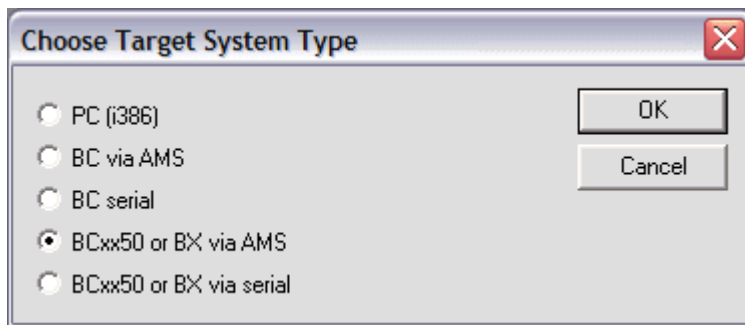 Choose Target System Type
PC (i386)
OK
BC via AMS
Cancel
BC serial
BCxx50 or BX via AMS
BCxx50 or BX via serial